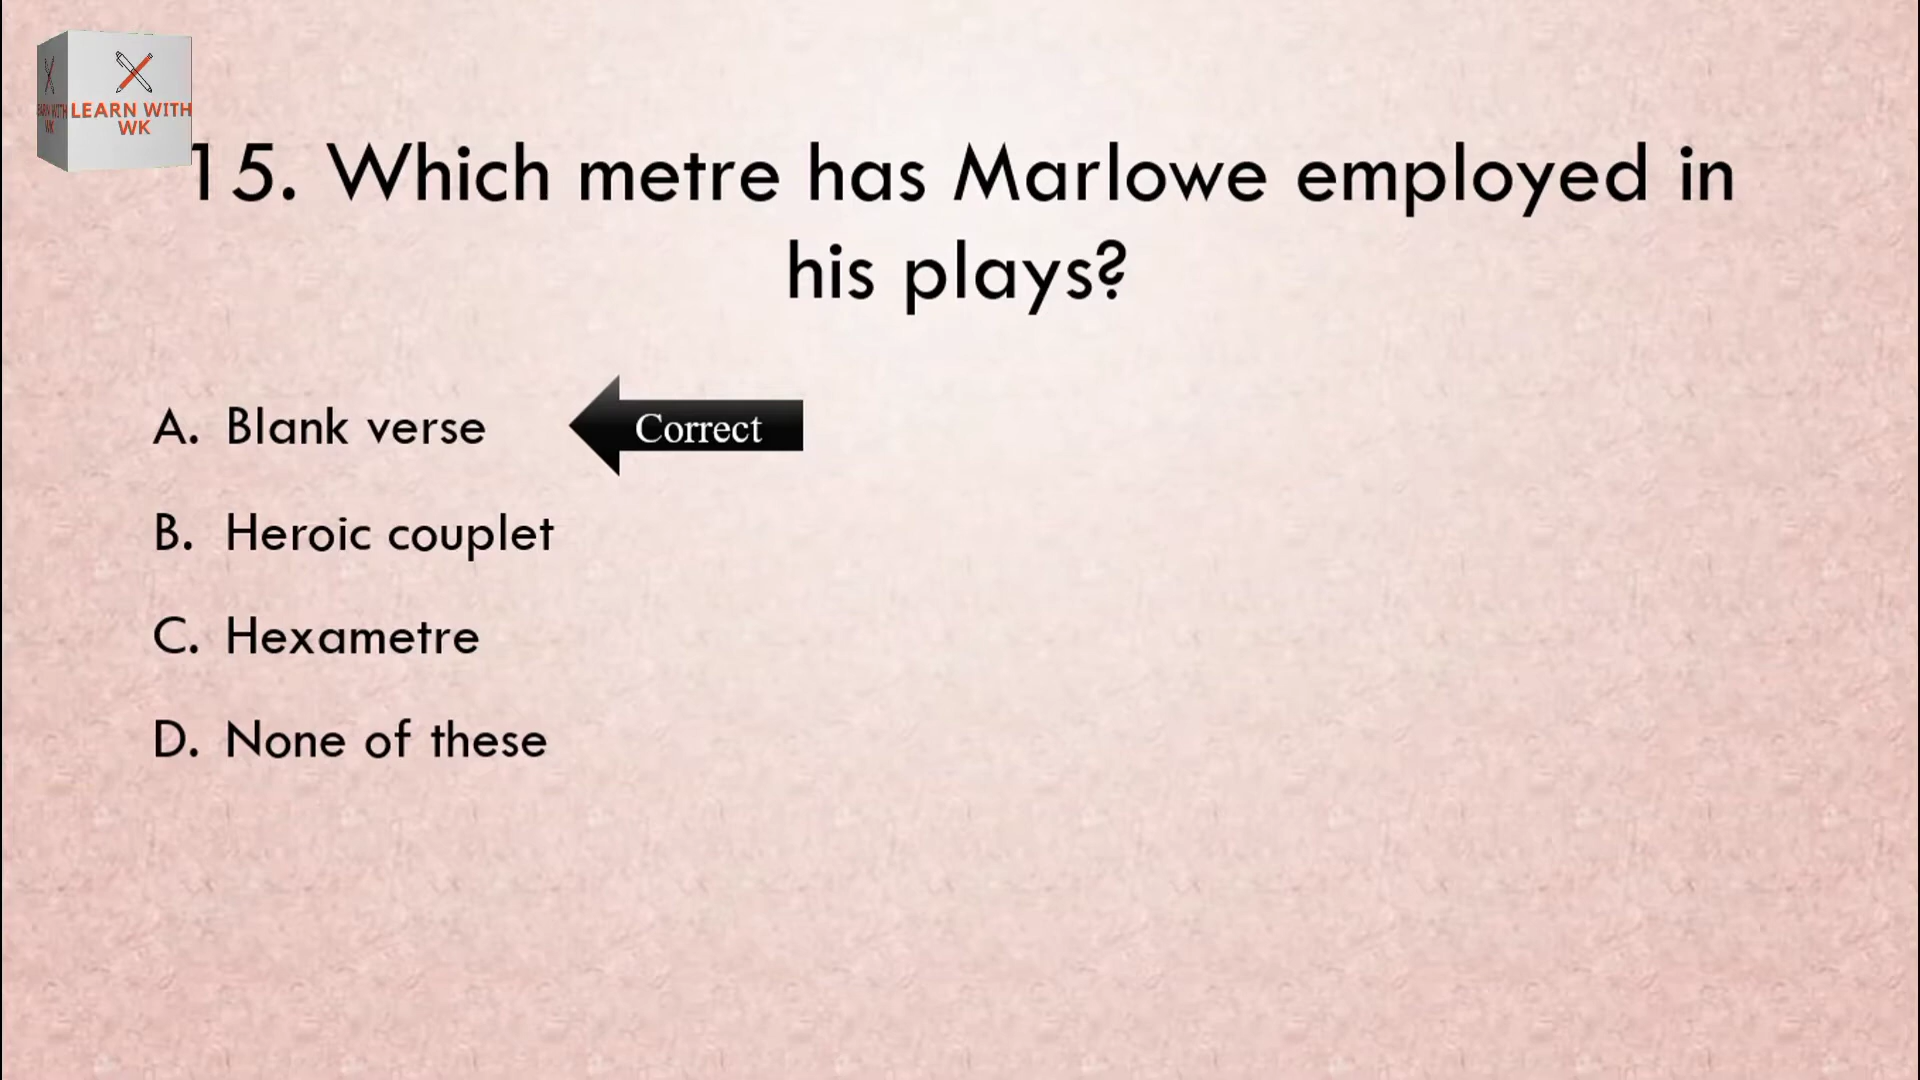 LEARN WITH
WK
15. Which metre has Marlowe employed in
his plays?
A. Blank verse
Correct
B. Heroic couplet
C. Hexametre
D. None of these